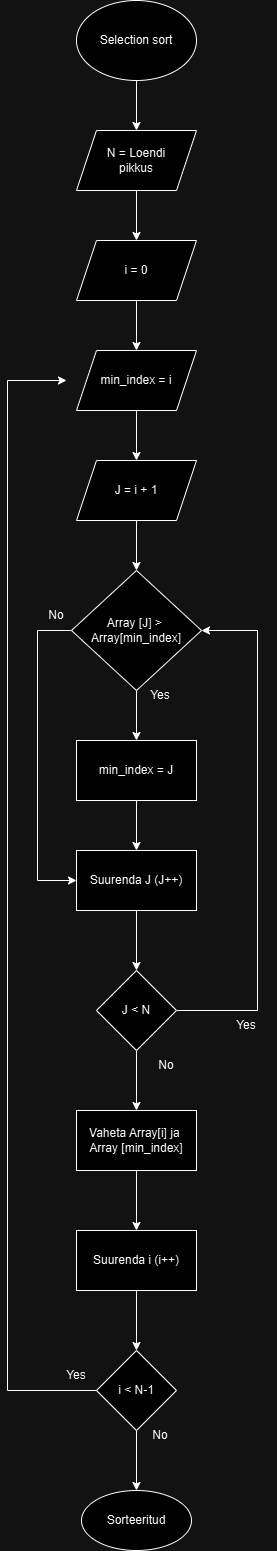 Selection sort
N = Loendi
pikkus
i = 0
min_index = i
J = i + 1
Array [J] >
Array[min_index]
No
Yes
min_index = J
Suurenda J (J++)
J < N
Yes
No
Vaheta Array[i] ja
Array [min_index]
Suurenda i (i++)
i < N-1
Yes
No
Sorteeritud